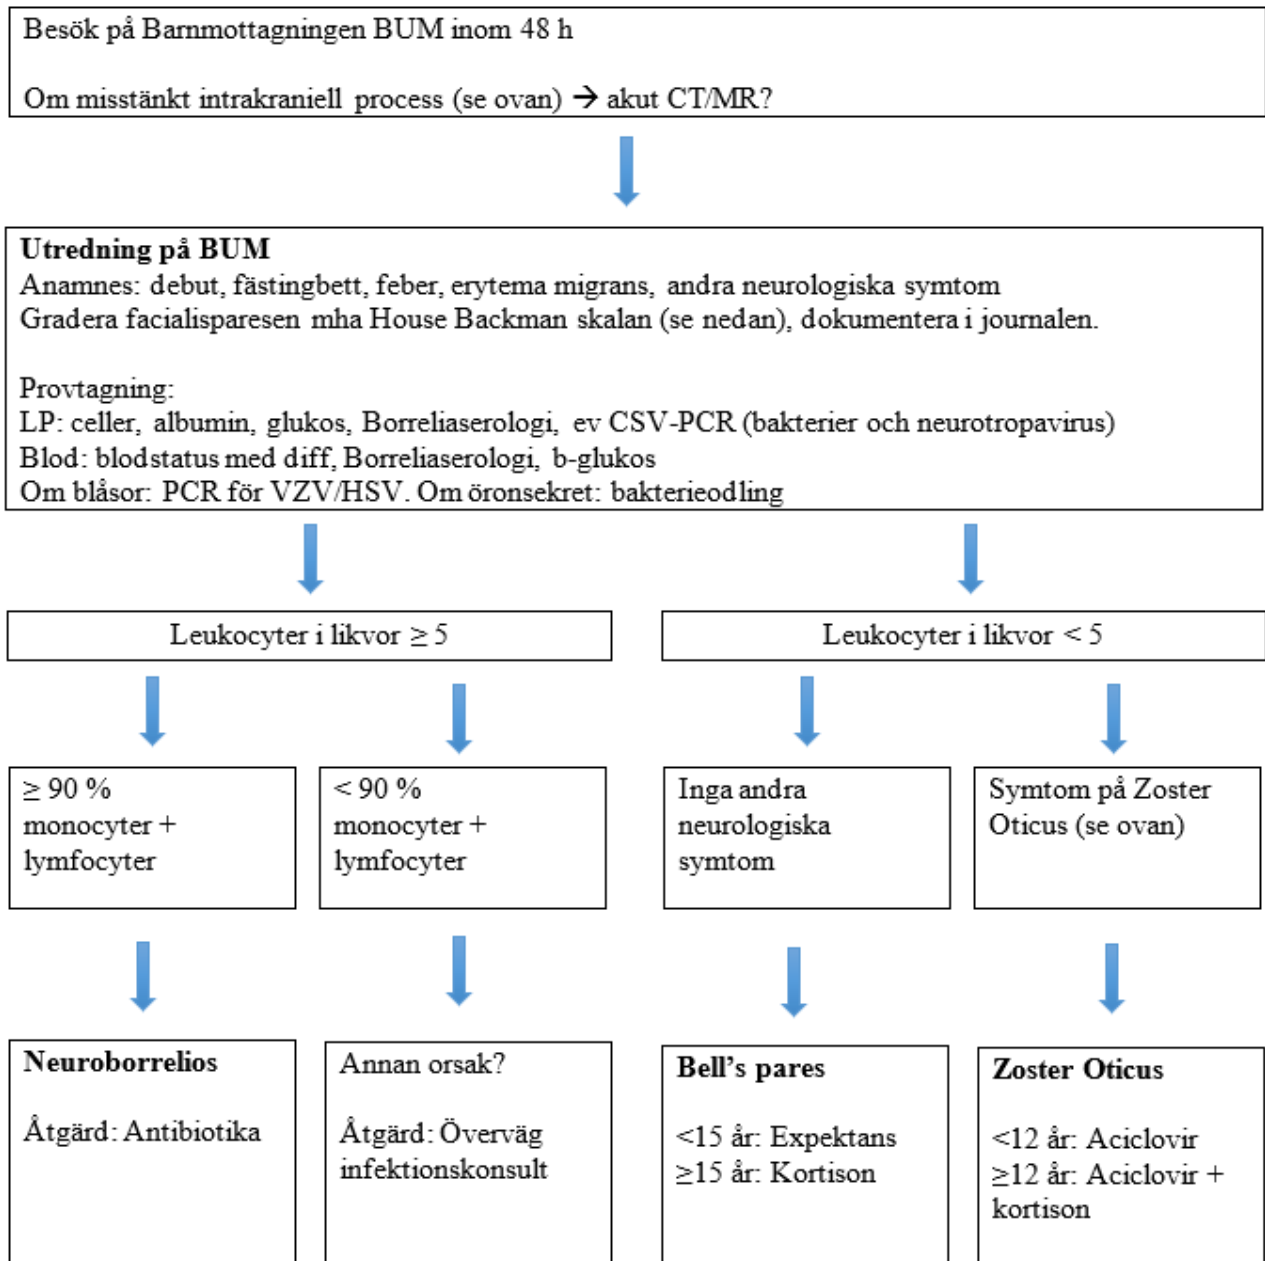 Besök på Barnmottagningen BUM inom 48 h
Om misstänkt intrakraniell process (se ovan) → akut CT/MR?
Utredning på BUM
Anamnes: debut, fästingbett, feber, erytema migrans, andra neurologiska symtom
Gradera facialisparesen mha House Backman skalan (se nedan), dokumentera i journalen.
Provtagning:
LP: celler, albumin, glukos, Borreliaserologi, ev CSV-PCR (bakterier och neurotropavirus)
Blod: blodstatus med diff, Borreliaserologi, b-glukos
Om blåsor: PCR för VZV/HSV. Om öronsekret: bakterieodling
Leukocyter i likvor ≥ 5
Leukocyter i likvor < 5
≥ 90 %
monocyter +
lymfocyter
< 90 %
monocyter +
lymfocyter
Inga andra
neurologiska
symtom
Symtom på Zoster
Oticus (se ovan)
Neuroborrelios
Åtgärd: Antibiotika
Annan orsak?
Åtgärd: Överväg
infektionskonsult
Bell’s pares
<15 år: Expektans
≥15 år: Kortison
Zoster Oticus
<12 år: Aciclovir
≥12 år: Aciclovir +
kortison